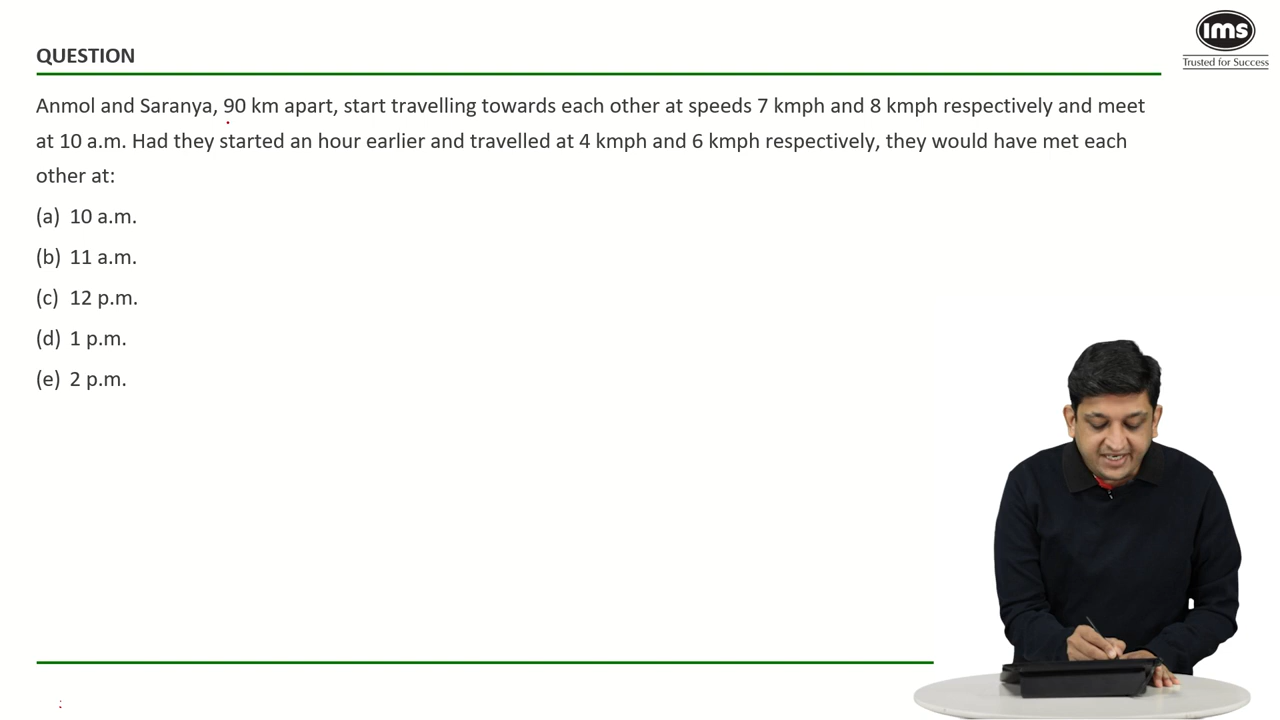 ims
Trusted for Success
QUESTION
Anmol and Saranya, 90 km apart, start travelling towards each other at speeds 7 kmph and 8 kmph respectively and meet
at 10 a.m. Had they started an hour earlier and travelled at 4 kmph and 6 kmph respectively, they would have met each
other at:
(a) 10 a.m.
(b) 11 a.m.
(c) 12 p.m.
(d) 1 p.m.
(e) 2 p.m.